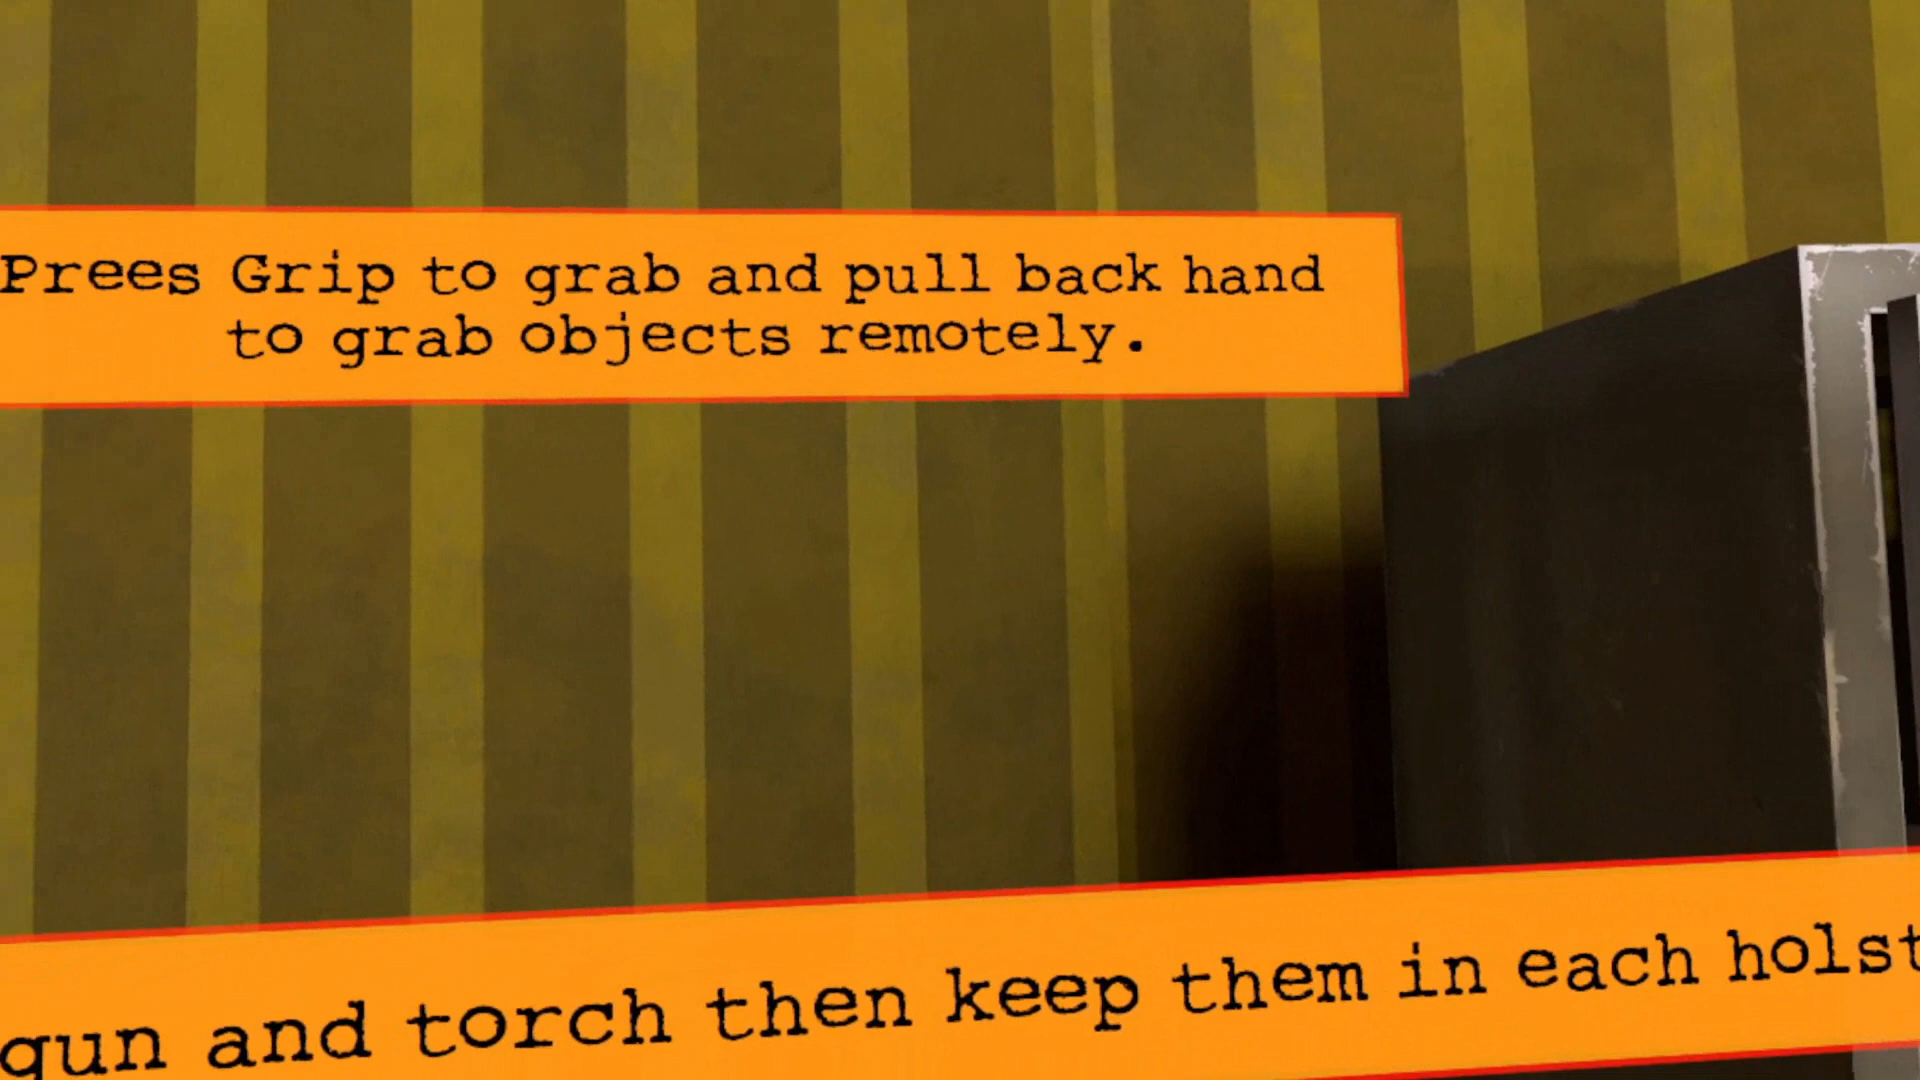 Prees Grip to grab and pull back hand
to grab objects remotely.
gun and torch then keep them in each